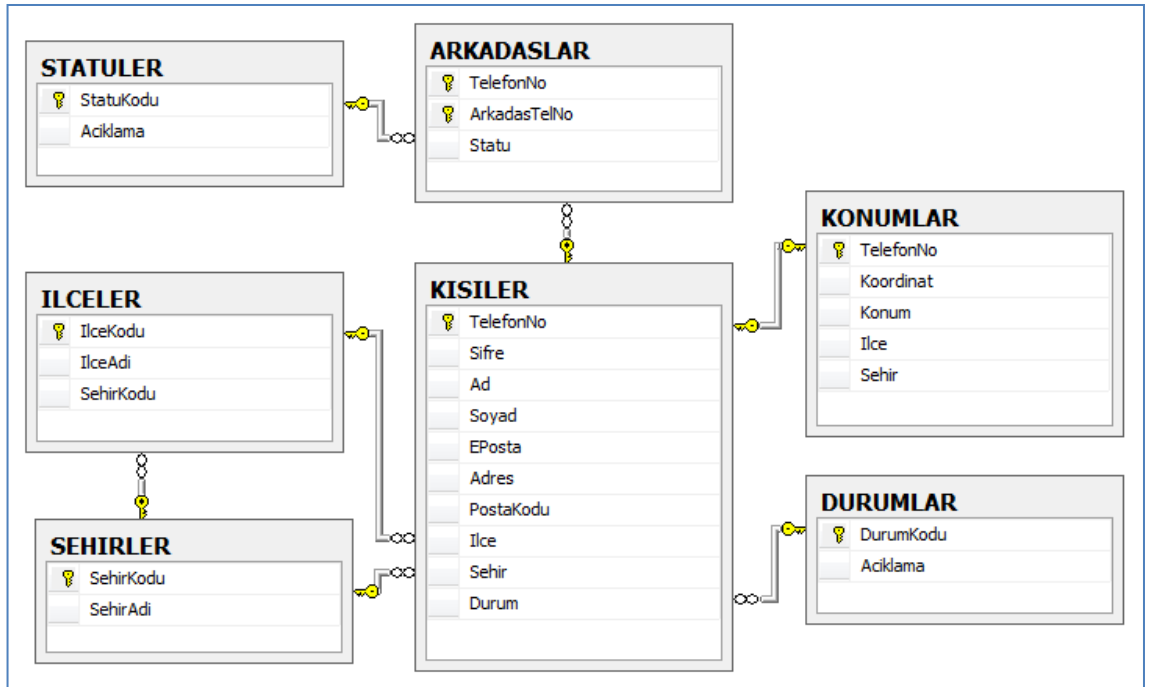 STATULER
StatuKodu
Aciklama
ARKADASLAR
TelefonNo
ArkadasTelNo
Statu
KONUMLAR
TelefonNo
Koordinat
Konum
Ilce
Sehir
ILCELER
IlceKodu
IlceAdi
SehirKodu
KISILER
TelefonNo
Sifre
Ad
Soyad
EPosta
Adres
PostaKodu
Ilce
Sehir
Durum
SEHIRLER
SehirKodu
SehirAdi
DURUMLAR
DurumKodu
Aciklama